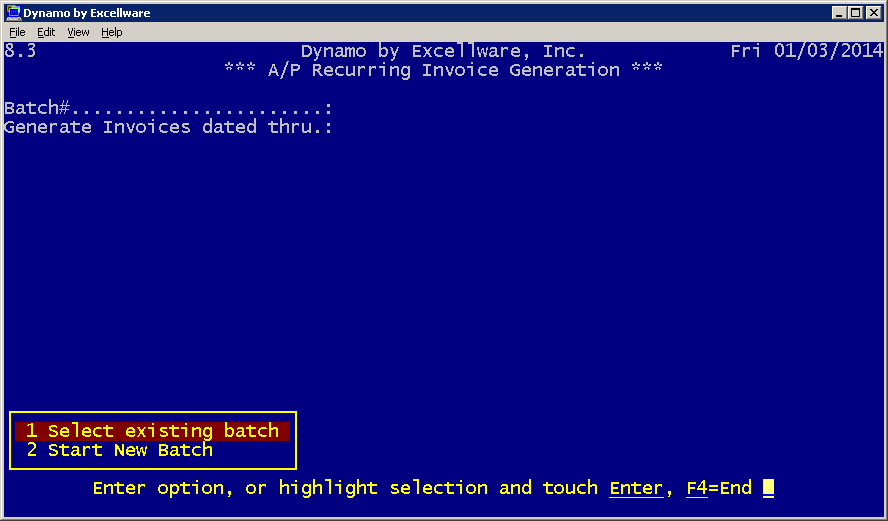 Dynamo by Excellware
File Edit View Help
8.3 Dynamo by Excellware, Inc. Fri 01/03/2014
*** A/P Recurring Invoice Generation ***
Batch#.......................:
Generate Invoices dated thru.:
1 Select existing batch
2 Start New Batch
Enter option, or highlight selection and touch Enter, F4=End